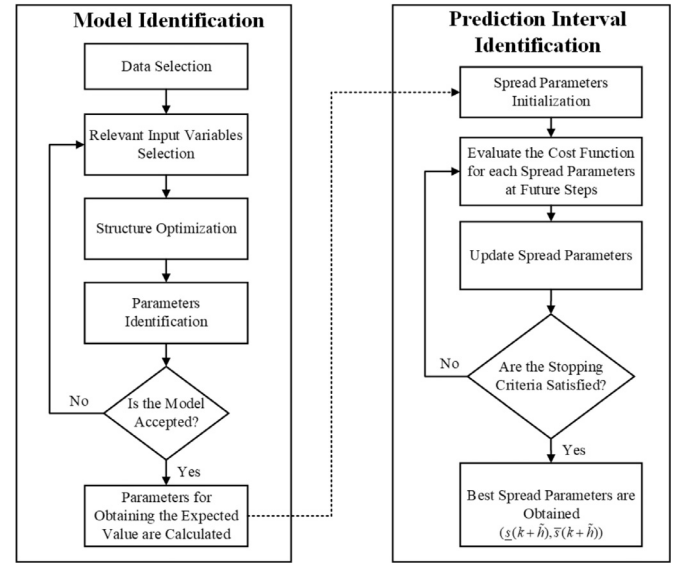 Model Identification
Data Selection
Relevant Input Variables
Selection
Structure Optimization
Parameters
Identification
No
Is the Model
Accepted?
Yes
Parameters for
Obtaining the Expected
Value are Calculated
Prediction Interval
Identification
Spread Parameters
Initialization
Evaluate the Cost Function
for each Spread Parameters
at Future Steps
Update Spread Parameters
No
Are the Stopping
Criteria Satisfied?
Yes
Best Spread Parameters are
Obtained
(s̲(k+h̃),s̅(k+h̃))